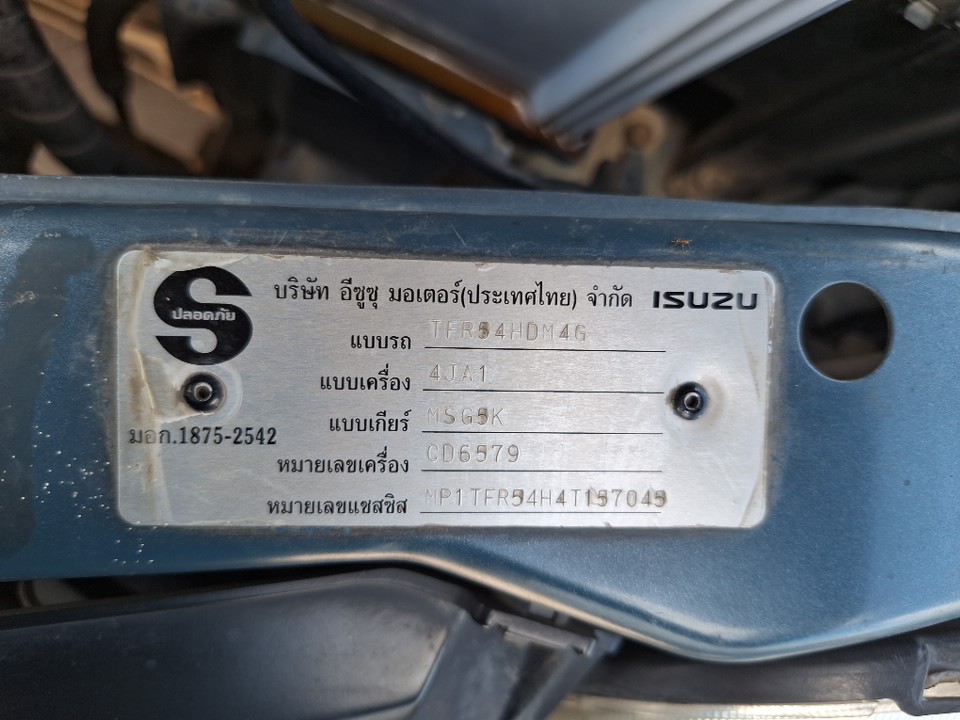 บริษัท อีซูซุ มอเตอร์(ประเทศไทย) จำกัด ISUZU
S
ปลอดภัย
แบบรถ TFR54HDM4G
แบบเครื่อง 4JA1
แบบเกียร์ MSG5K
มอก.1875-2542
หมายเลขเครื่อง CD6579
หมายเลขแชสซิส MP1TFR54H4T157045